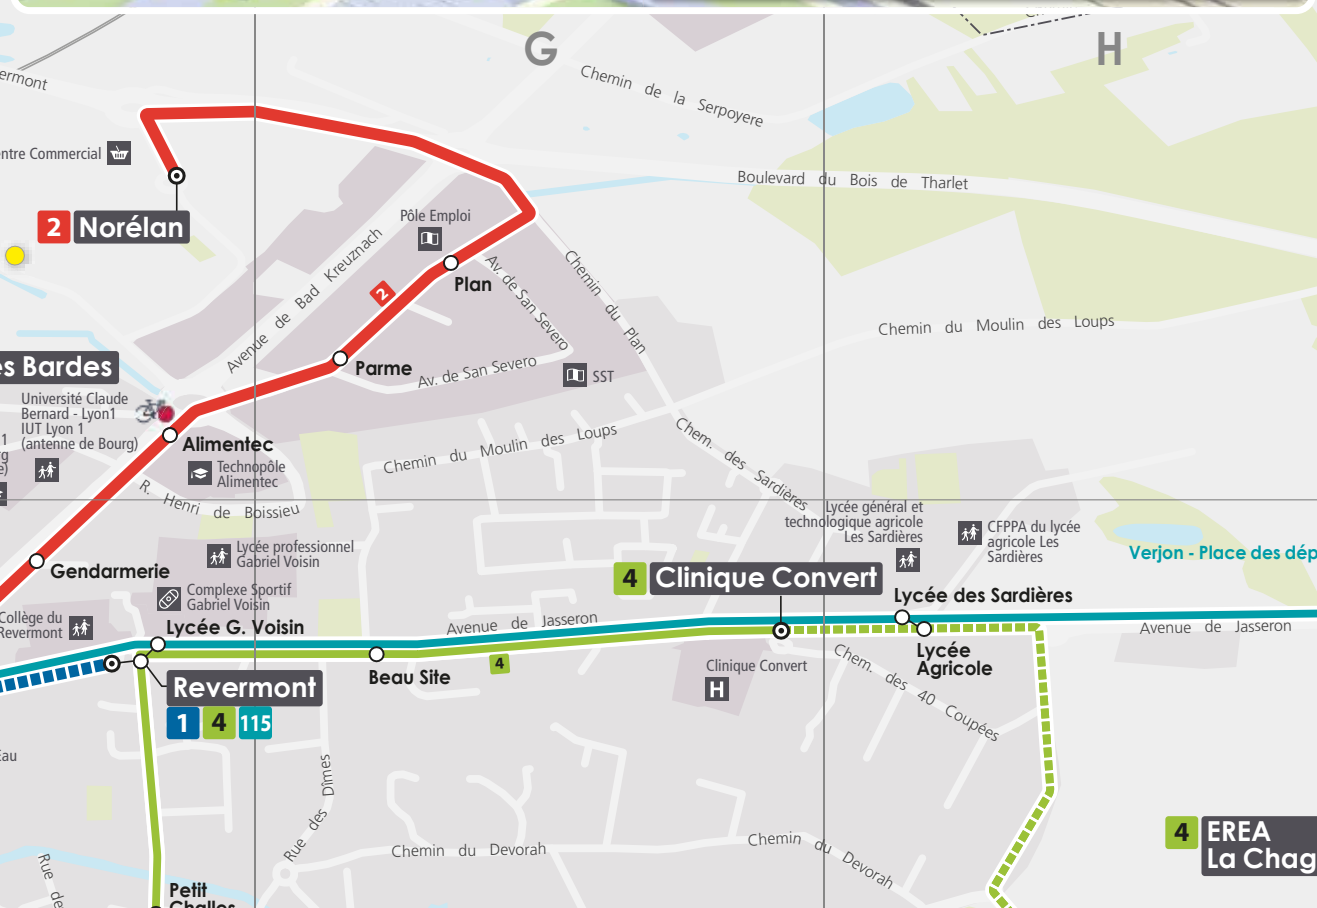 G
H
Chemin de la Serpoyere
Centre Commercial
2 Norélan
Boulevard du Bois de Tharlet
Pôle Emploi
Avenue de Bad Kreuznach
Plan
2
Av. de San Severo
Chemin du Plan
Chemin du Moulin des Loups
Parme
Av. de San Severo
SST
es Bardes
Université Claude
Bernard - Lyon1
IUT Lyon 1
(antenne de Bourg)
Alimentec
Technopôle
Alimentec
Chemin du Moulin des Loups
Chem. des Sardières
R. Henri de Boissieu
Lycée général et
technologique agricole
Les Sardières
CFPPA du lycée
agricole Les
Sardières
Verjon - Place des dép
Gendarmerie
Lycée professionnel
Gabriel Voisin
Complexe Sportif
Gabriel Voisin
4 Clinique Convert
Lycée des Sardières
Collège du
Revermont
Lycée G. Voisin
Avenue de Jasseron
Avenue de Jasseron
Lycée
Agricole
Beau Site
4
Clinique Convert
H
Chem. des 40 Coupées
Revermont
1 4 115
Eau
Rue des Dîmes
Chemin du Devorah
Chemin du Devorah
4 EREA
La Chag
Rue des
Petit
Challes